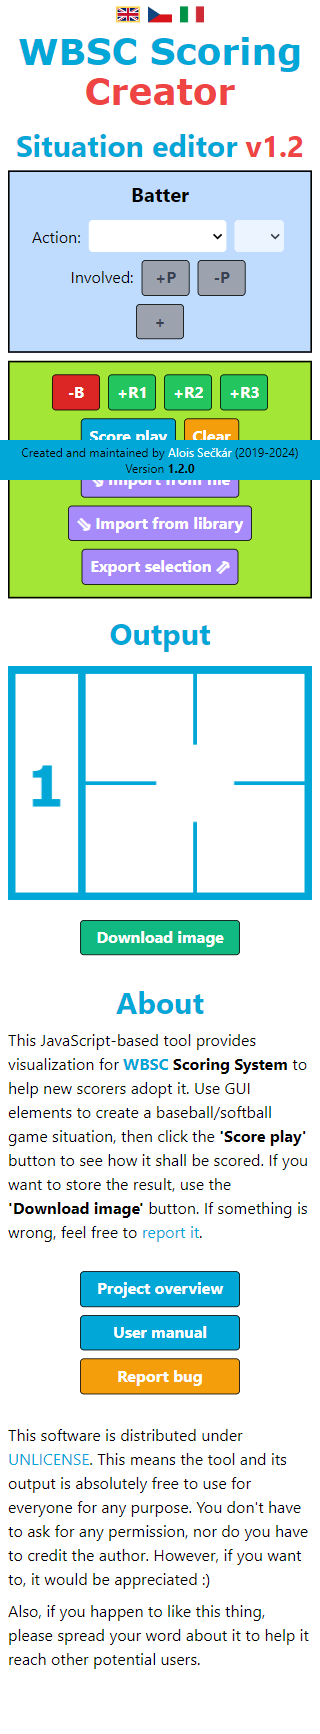 WBSC Scoring
Creator
Situation editor v1.2
Batter
Action:
Involved: +P -P
+
-B +R1 +R2 +R3
Score play Clear
Created and maintained by Alois Sečkár (2019-2024)
Version 1.2.0
Import from file
Import from library
Export selection
Output
1
Download image
About
This JavaScript-based tool provides
visualization for WBSC Scoring System to
help new scorers adopt it. Use GUI
elements to create a baseball/softball
game situation, then click the 'Score play'
button to see how it shall be scored. If you
want to store the result, use the
'Download image' button. If something is
wrong, feel free to report it.
Project overview
User manual
Report bug
This software is distributed under
UNLICENSE. This means the tool and its
output is absolutely free to use for
everyone for any purpose. You don't have
to ask for any permission, nor do you have
to credit the author. However, if you want
to, it would be appreciated :)
Also, if you happen to like this thing,
please spread your word about it to help it
reach other potential users.